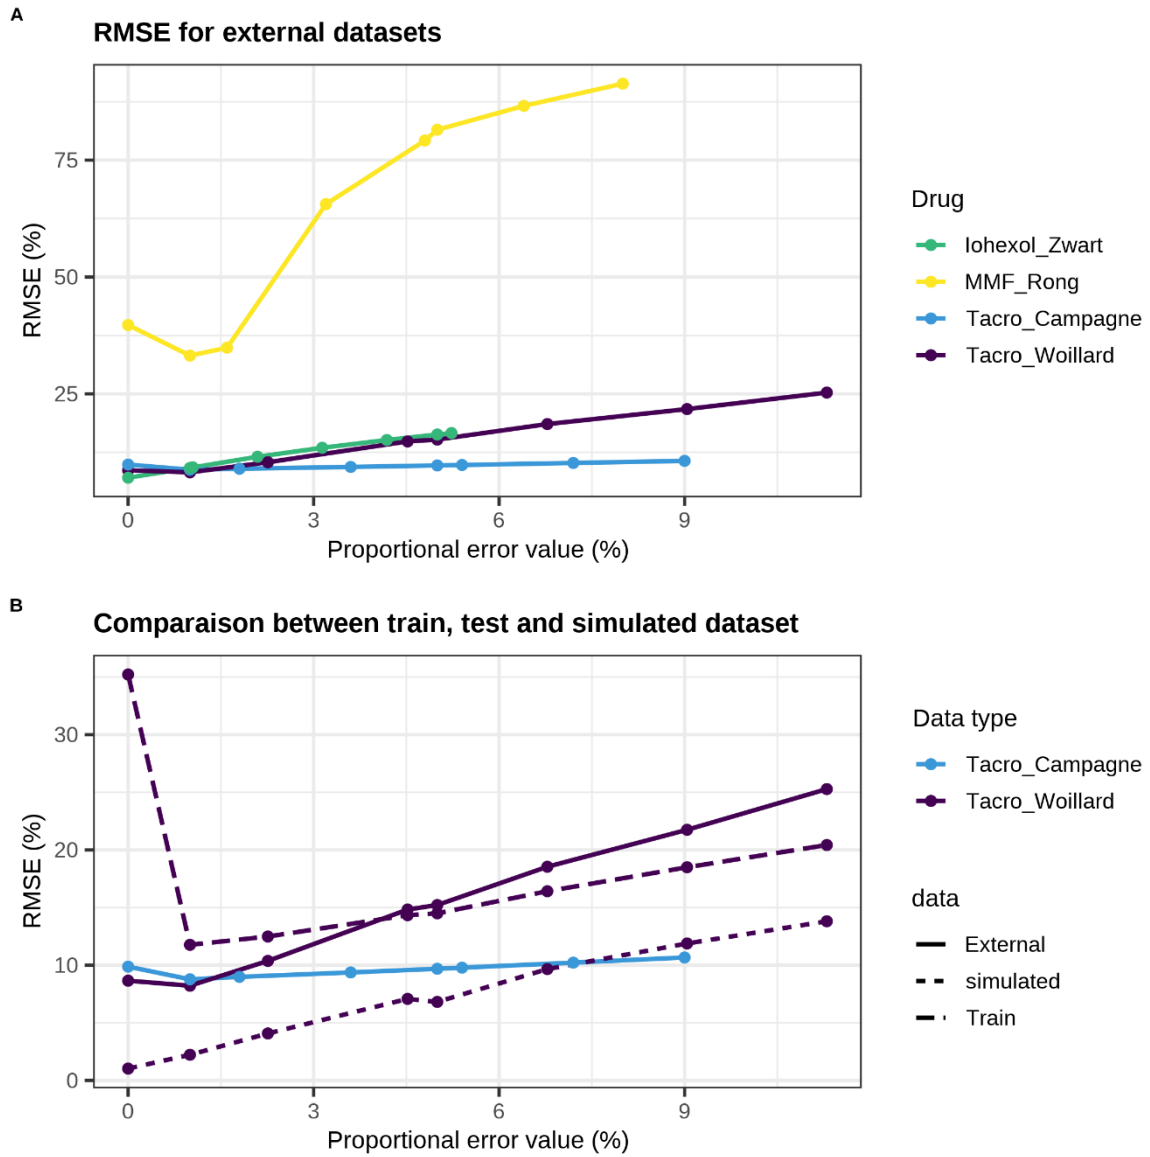 A
RMSE for external datasets
75
50
25
RMSE (%)
0 3 6 9
Proportional error value (%)
Drug
Iohexol_Zwart
MMF_Rong
Tacro_Campagne
Tacro_Woillard
B
Comparaison between train, test and simulated dataset
30
20
10
0
RMSE (%)
0 3 6 9
Proportional error value (%)
Data type
Tacro_Campagne
Tacro_Woillard
data
External
simulated
Train